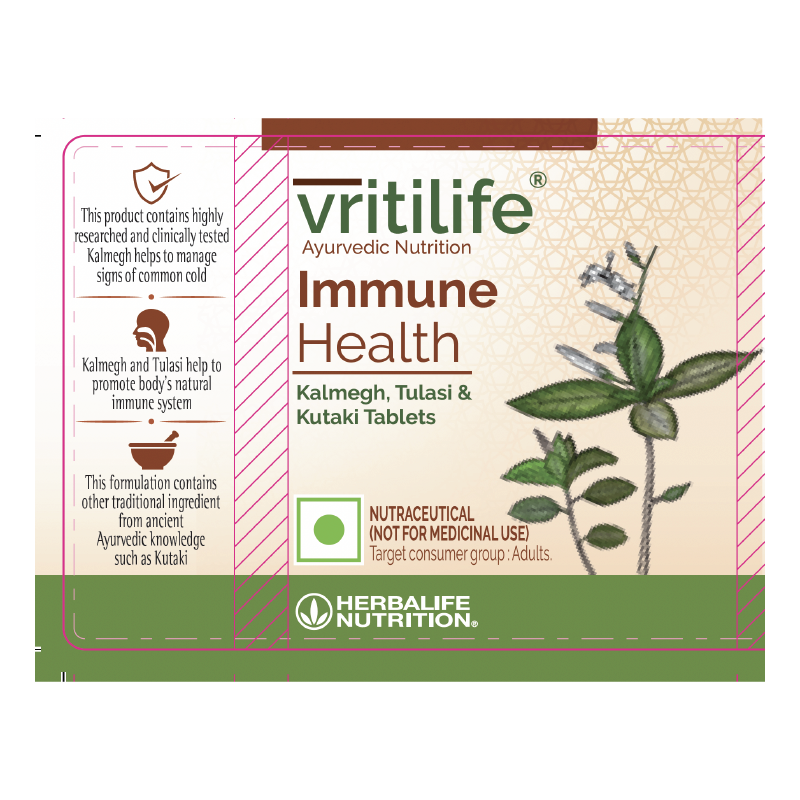 This product contains highly
researched and clinically tested
Kalmegh helps to manage
signs of common cold
Kalmegh and Tulasi help to
promote body's natural
immune system
This formulation contains
other traditional ingredient
from ancient
Ayurvedic knowledge
such as Kutaki
vritilife®
Ayurvedic Nutrition
Immune
Health
Kalmegh, Tulasi &
Kutaki Tablets
NUTRACEUTICAL
(NOT FOR MEDICINAL USE)
Target consumer group : Adults.
HERBALIFE
NUTRITION®